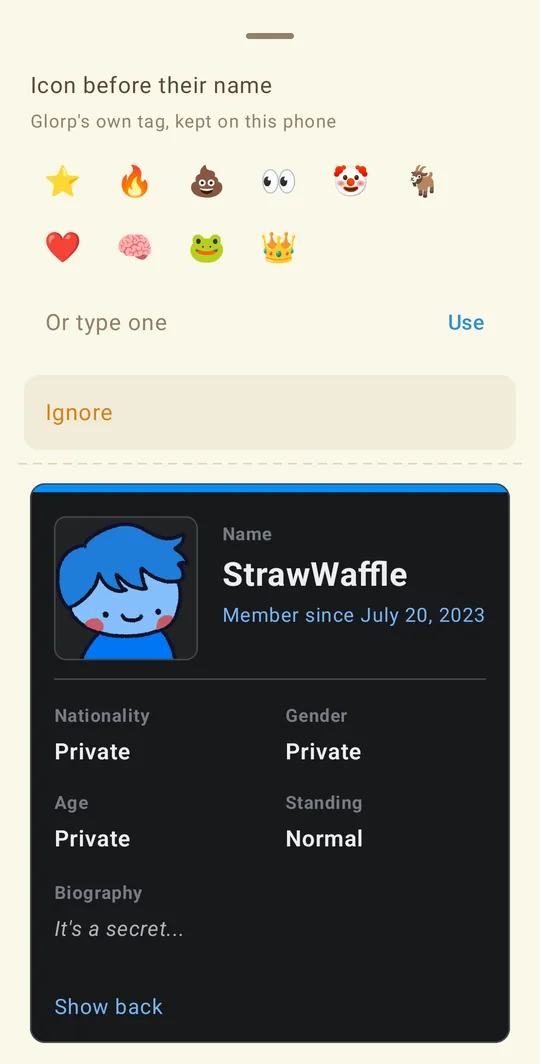 Icon before their name
Glorp's own tag, kept on this phone
Or type one
Use
Ignore
Name
StrawWaffle
Member since July 20, 2023
Nationality
Gender
Private
Private
Age
Standing
Private
Normal
Biography
It's a secret...
Show back